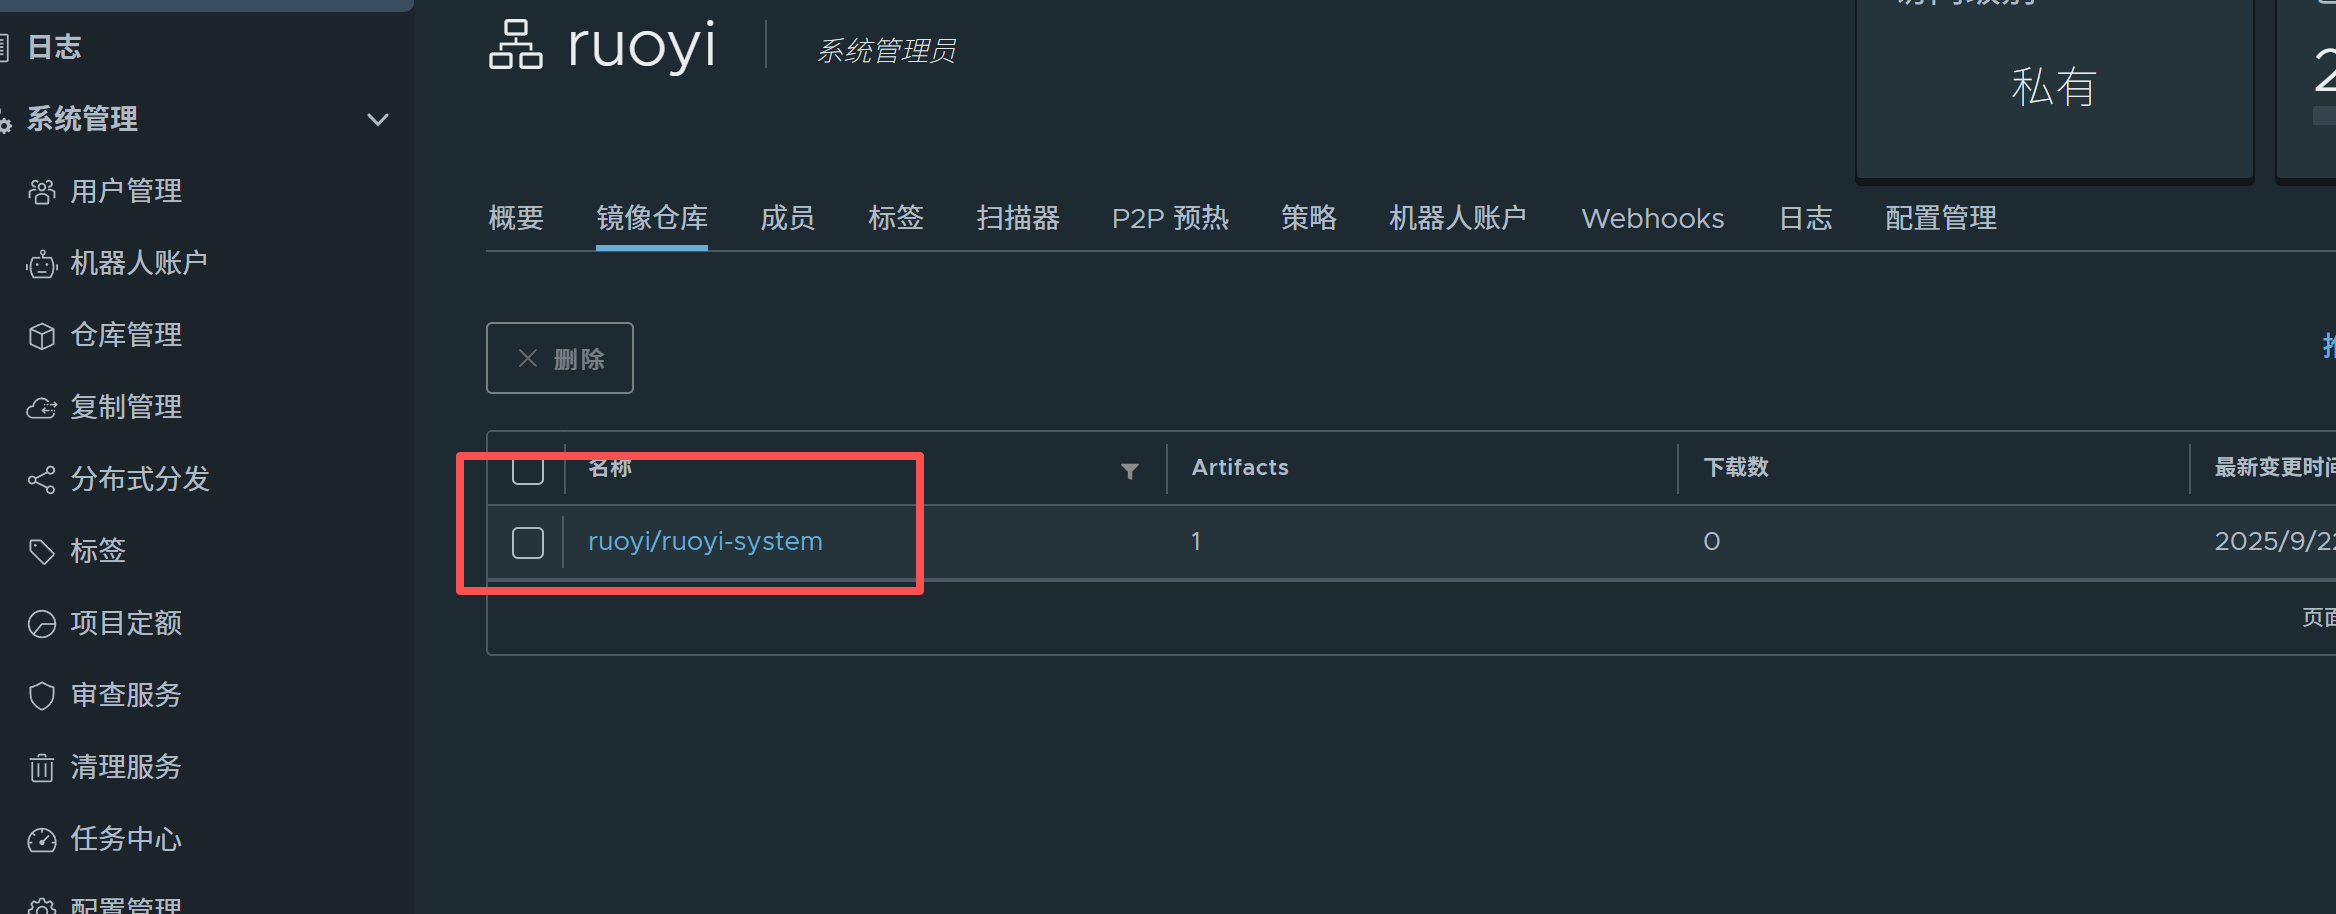 日志
系统管理
用户管理
机器人账户
仓库管理
复制管理
分布式分发
标签
项目定额
审查服务
清理服务
任务中心
配置管理
ruoyi
系统管理员
私有
2
概要 镜像仓库 成员 标签 扫描器 P2P 预热 策略 机器人账户 Webhooks 日志 配置管理
删除
名称 Artifacts 下载数 最新变更时间
ruoyi/ruoyi-system 1 0 2025/9/22
页面